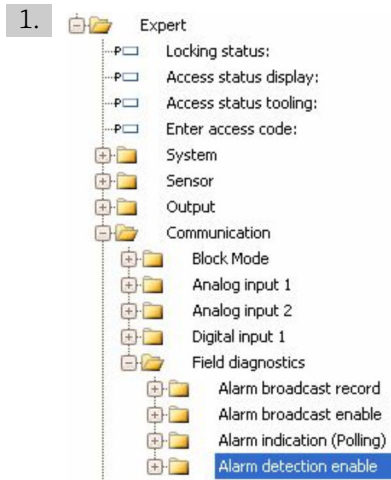 1.
Expert
Locking status:
Access status display:
Access status tooling:
Enter access code:
System
Sensor
Output
Communication
Block Mode
Analog input 1
Analog input 2
Digital input 1
Field diagnostics
Alarm broadcast record
Alarm broadcast enable
Alarm indication (Polling)
Alarm detection enable